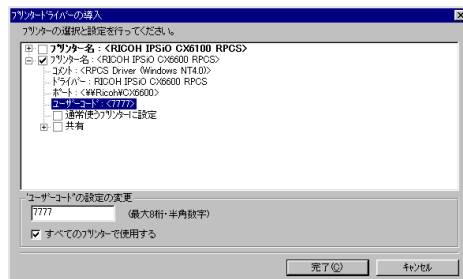 プリンタードライバーの導入
プリンターの選択と設定を行ってください。
プリンター名 : <RICOH IPSiO CX6100 RPCS>
プリンター名 : <RICOH IPSiO CX6600 RPCS>
コメント : <RPCS Driver (Windows NT4.0)>
ドライバー : RICOH IPSiO CX6600 RPCS
ポート : <¥¥Ricoh¥CX6600>
ユーザーコード : <7777>
通常使うプリンターに設定
共有
"ユーザーコード"の設定の変更
7777
(最大8桁・半角数字)
すべてのプリンターで使用する
完了(C)
キャンセル